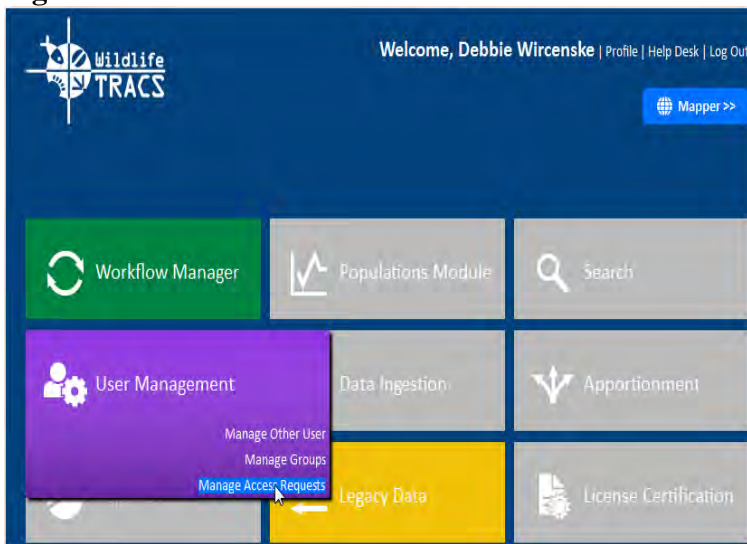 Wildlife
TRACS
Welcome, Debbie Wircenske | Profile | Help Desk | Log Out
Mapper >>
Workflow Manager
Populations Module
Search
User Management
Data Ingestion
Apportionment
Manage Other User
Manage Groups
Manage Access Requests
Legacy Data
License Certification